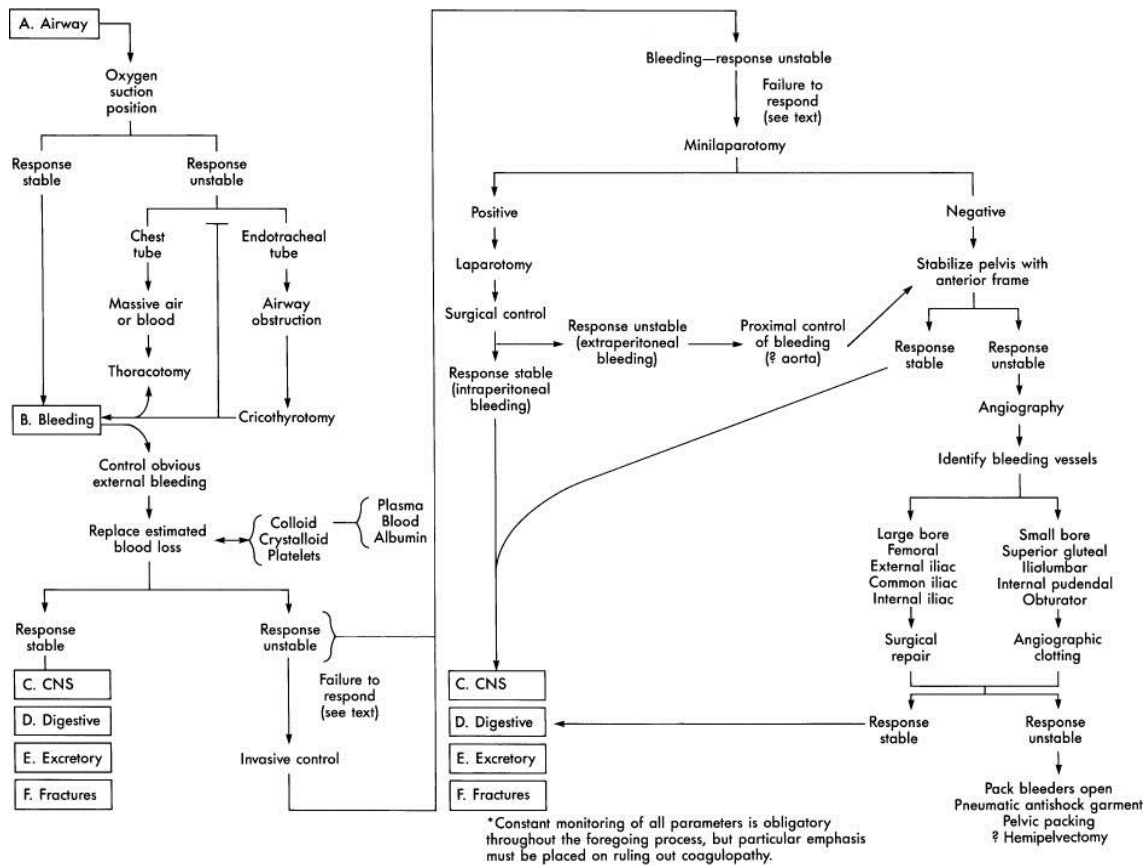 A. Airway
Oxygen
suction
position
Response
stable
Response
unstable
Chest
tube
Endotracheal
tube
Massive air
or blood
Airway
obstruction
Thoracotomy
B. Bleeding
Cricothyrotomy
Control obvious
external bleeding
Replace estimated
blood loss
Colloid
Crystalloid
Platelets
Plasma
Blood
Albumin
Response
stable
Response
unstable
C. CNS
D. Digestive
E. Excretory
F. Fractures
Failure to
respond
(see text)
Invasive control
Bleeding—response unstable
Failure to
respond
(see text)
Minilaparotomy
Positive
Negative
Laparotomy
Surgical control
Response unstable
(extraperitoneal
bleeding)
Proximal control
of bleeding
(? aorta)
Response stable
(intraperitoneal
bleeding)
Stabilize pelvis with
anterior frame
Response
stable
Response
unstable
Angiography
Identify bleeding vessels
Large bore
Femoral
External iliac
Common iliac
Internal iliac
Small bore
Superior gluteal
Iliolumbar
Internal pudendal
Obturator
Surgical
repair
Angiographic
clotting
Response
stable
Response
unstable
C. CNS
D. Digestive
E. Excretory
F. Fractures
Pack bleeders open
Pneumatic antishock garment
Pelvic packing
? Hemipelvectomy
*Constant monitoring of all parameters is obligatory
throughout the foregoing process, but particular emphasis
must be placed on ruling out coagulopathy.